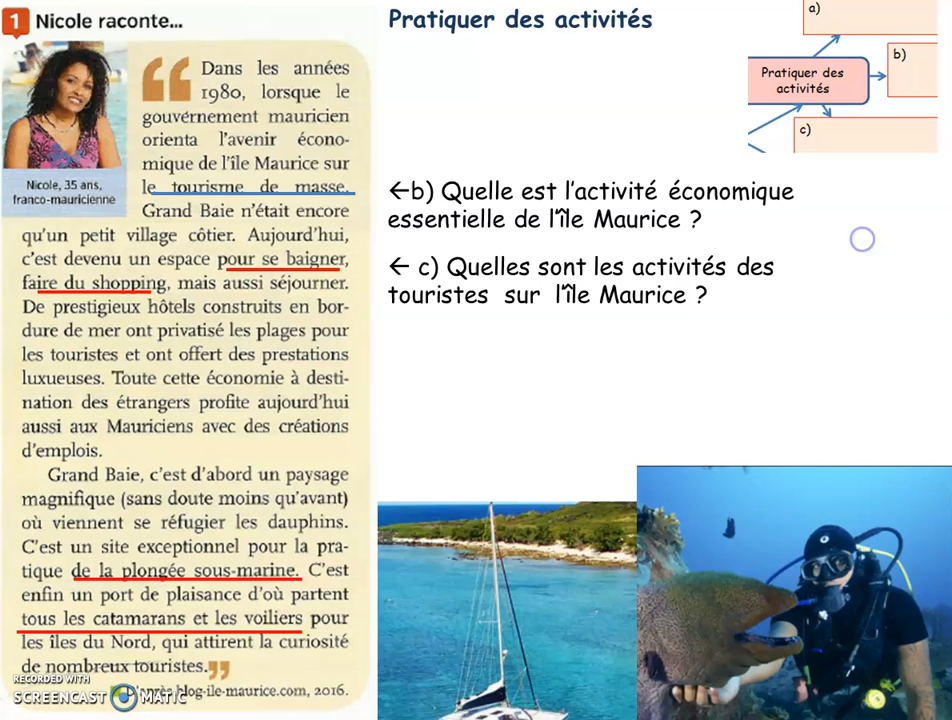 1 Nicole raconte...
Nicole, 35 ans,
franco-mauricienne
Dans les années
1980, lorsque le
gouvernement mauricien
orienta l'avenir écono-
mique de l'île Maurice sur
le tourisme de masse.
Grand Baie n'était encore
qu'un petit village côtier. Aujourd'hui,
c'est devenu un espace pour se baigner,
faire du shopping, mais aussi séjourner.
De prestigieux hôtels construits en bor-
dure de mer ont privatisé les plages pour
les touristes et ont offert des prestations
luxueuses. Toute cette économie à desti-
nation des étrangers profite aujourd'hui
aussi aux Mauriciens avec des créations
d'emplois.
Grand Baie, c'est d'abord un paysage
magnifique (sans doute moins qu'avant)
où viennent se réfugier les dauphins.
C'est un site exceptionnel pour la pra-
tique de la plongée sous-marine. C'est
enfin un port de plaisance d'où partent
tous les catamarans et les voiliers pour
les îles du Nord, qui attirent la curiosité
de nombreux touristes.
D'après blog-ile-maurice.com, 2016.
RECORDED WITH
SCREENCAST MATIC
Pratiquer des activités
a)
Pratiquer des
activités
b)
c)
←b) Quelle est l'activité économique
essentielle de l'île Maurice ?
← c) Quelles sont les activités des
touristes sur l'île Maurice ?